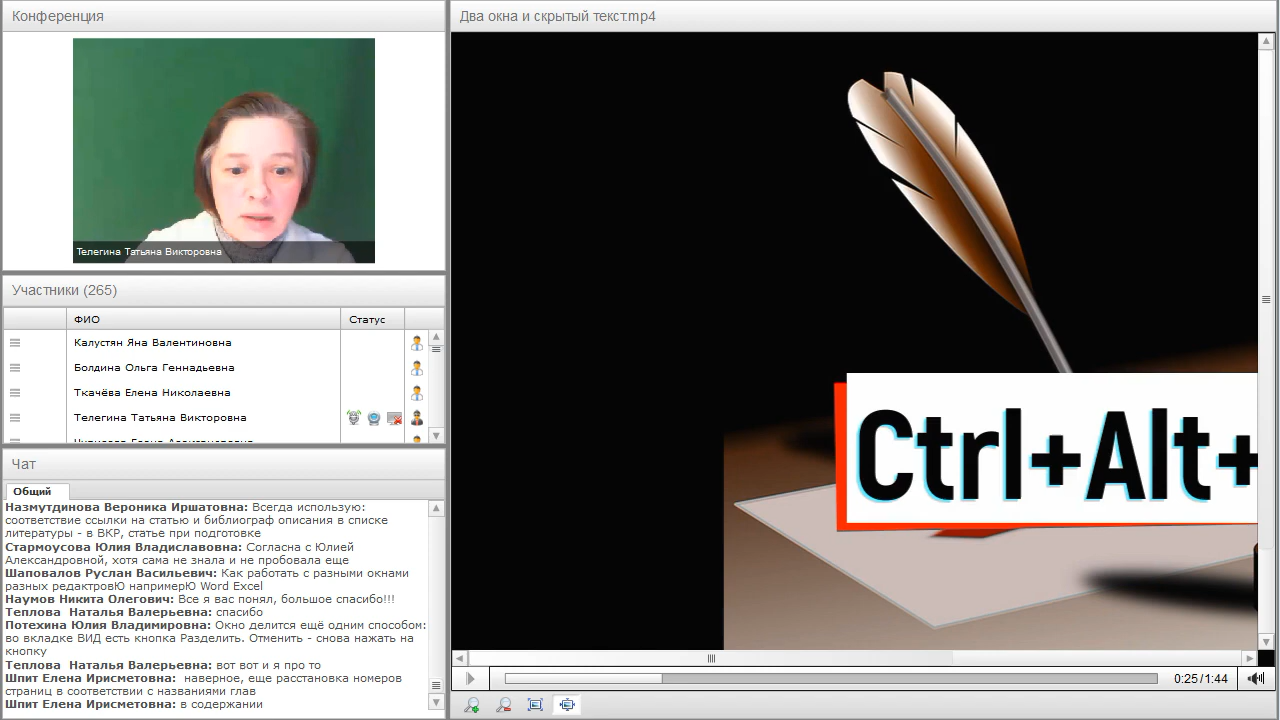 Конференция
Телегина Татьяна Викторовна
Участники (265)
ФИО Статус
Калустян Яна Валентиновна
Болдина Ольга Геннадьевна
Ткачёва Елена Николаевна
Телегина Татьяна Викторовна
Чат
Общий
Назмутдинова Вероника Иршатовна: Всегда использую:
соответствие ссылки на статью и библиограф описания в списке
литературы - в ВКР, статье при подготовке
Стармоусова Юлия Владиславовна: Согласна с Юлией
Александровной, хотя сама не знала и не пробовала еще
Шаповалов Руслан Васильевич: Как работать с разными окнами
разных редактровЮ напримерЮ Word Excel
Наумов Никита Олегович: Все я вас понял, большое спасибо!!!
Теплова Наталья Валерьевна: спасибо
Потехина Юлия Владимировна: Окно делится ещё одним способом:
во вкладке ВИД есть кнопка Разделить. Отменить - снова нажать на
кнопку
Теплова Наталья Валерьевна: вот вот и я про то
Шпит Елена Ирисметовна: наверное, еще расстановка номеров
страниц в соответствии с названиями глав
Шпит Елена Ирисметовна: в содержании
Два окна и скрытый текст.mp4
Ctrl+Alt+
0:25/1:44